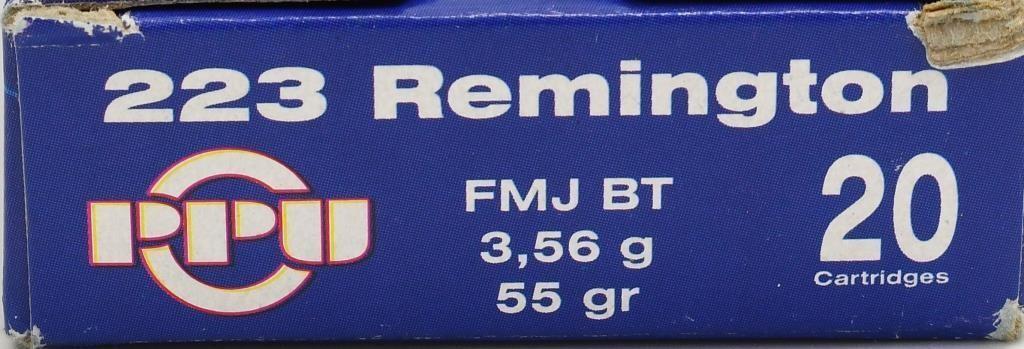 223 Remington
PPU
FMJ BT
3,56 g
55 gr
20
Cartridges